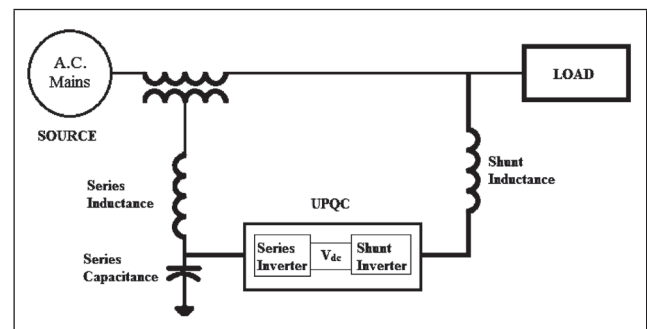 A.C.
Mains
SOURCE
LOAD
Series
Inductance
Shunt
Inductance
UPQC
Series
Inverter
Vdc
Shunt
Inverter
Series
Capacitance